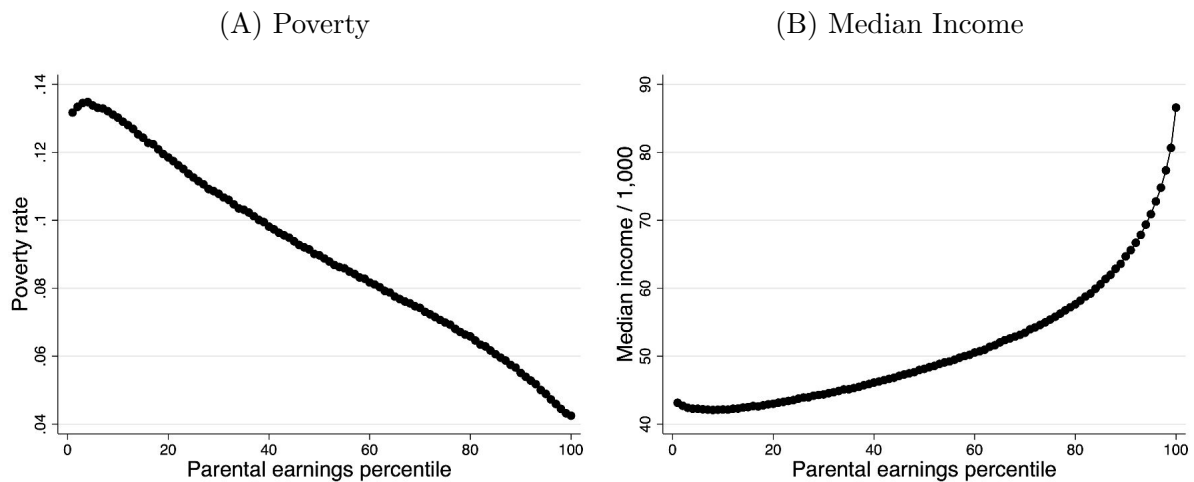 (A) Poverty
.14
.12
.1
.08
.06
.04
Poverty rate
0 20 40 60 80 100
Parental earnings percentile
(B) Median Income
90
80
70
60
50
40
Median income / 1,000
0 20 40 60 80 100
Parental earnings percentile